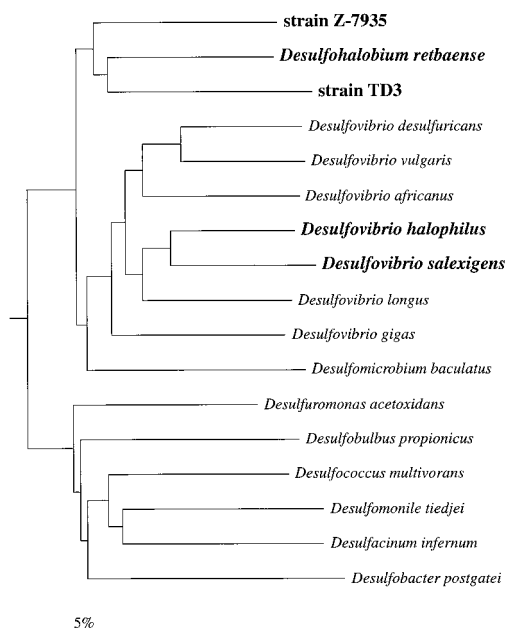 strain Z-7935
Desulfohalobium retbaense
strain TD3
Desulfovibrio desulfuricans
Desulfovibrio vulgaris
Desulfovibrio africanus
Desulfovibrio halophilus
Desulfovibrio salexigens
Desulfovibrio longus
Desulfovibrio gigas
Desulfomicrobium baculatus
Desulfuromonas acetoxidans
Desulfobulbus propionicus
Desulfococcus multivorans
Desulfomonile tiedjei
Desulfacinum infernum
Desulfobacter postgatei
5%